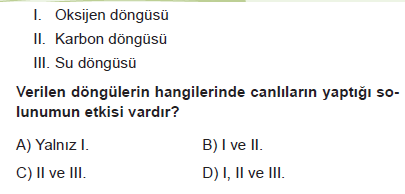 I. Oksijen döngüsü
II. Karbon döngüsü
III. Su döngüsü
Verilen döngülerin hangilerinde canlıların yaptığı so-
lunumun etkisi vardır?
A) Yalnız I. B) I ve II.
C) II ve III. D) I, II ve III.